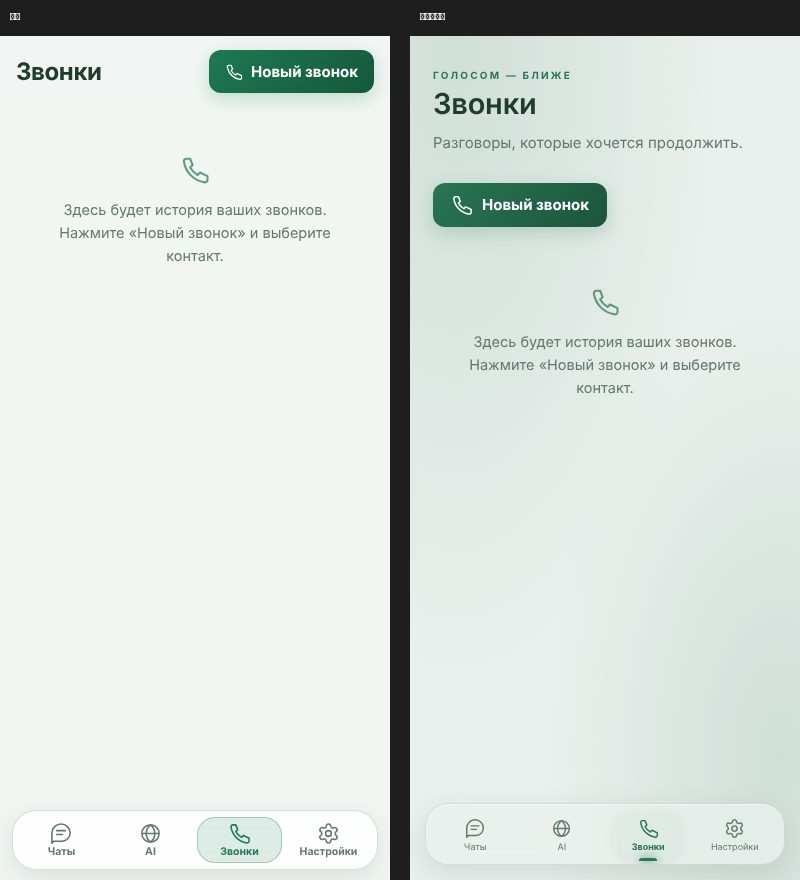 Звонки
Новый звонок
Здесь будет история ваших звонков.
Нажмите «Новый звонок» и выберите
контакт.
Чаты
AI
Звонки
Настройки
ГОЛОСОМ — БЛИЖЕ
Звонки
Разговоры, которые хочется продолжить.
Новый звонок
Здесь будет история ваших звонков.
Нажмите «Новый звонок» и выберите
контакт.
Чаты
AI
Звонки
Настройки